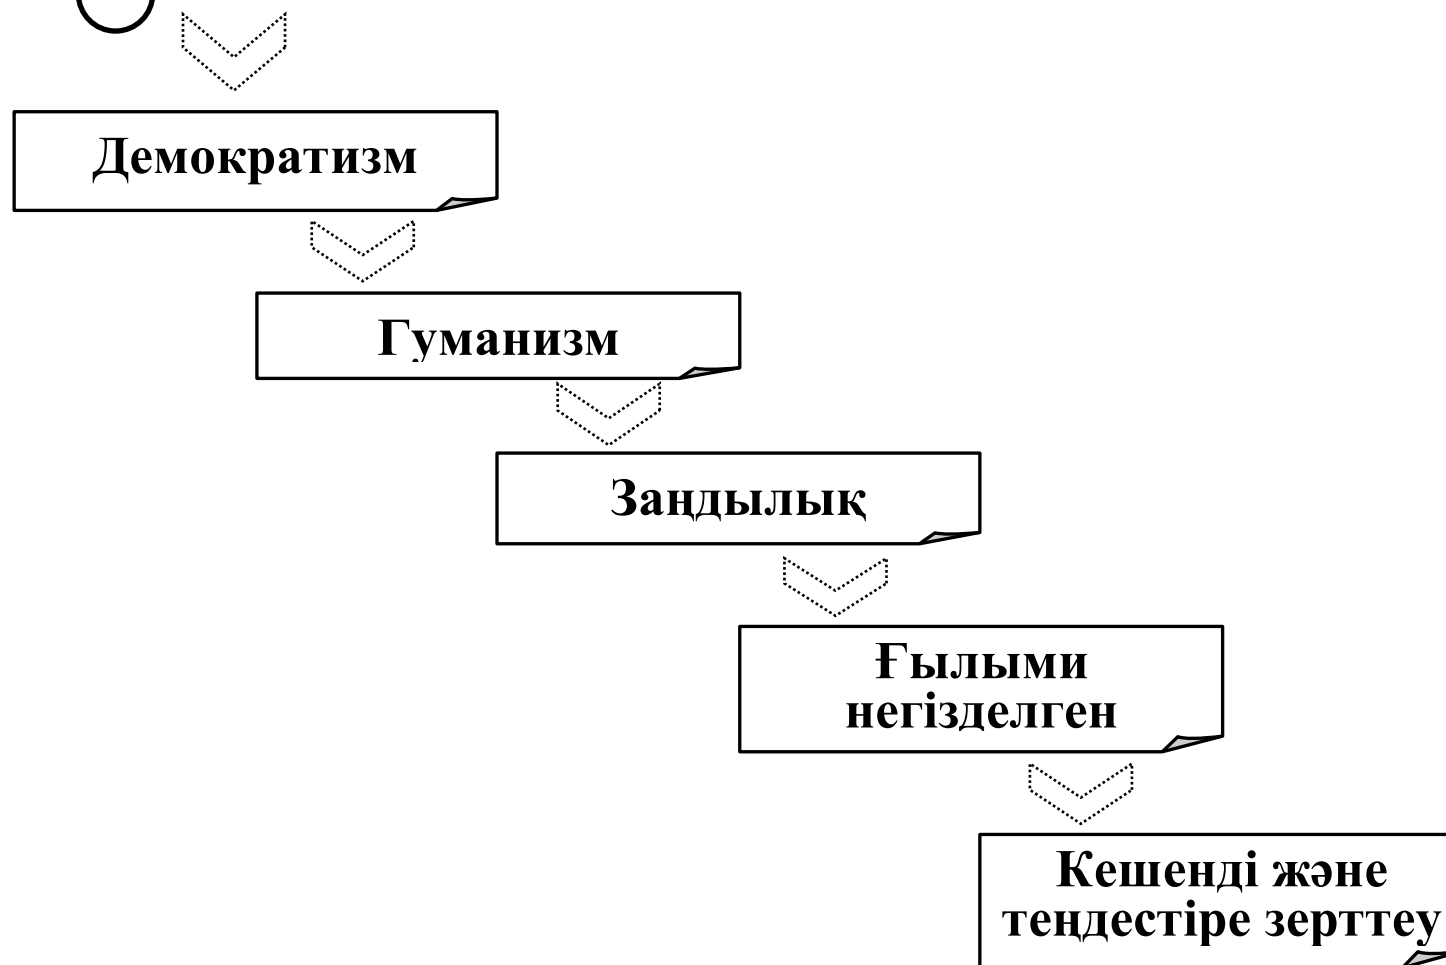 Демократизм
Гуманизм
Заңдылық
Ғылыми
негізделген
Кешенді және
теңдестіре зерттеу